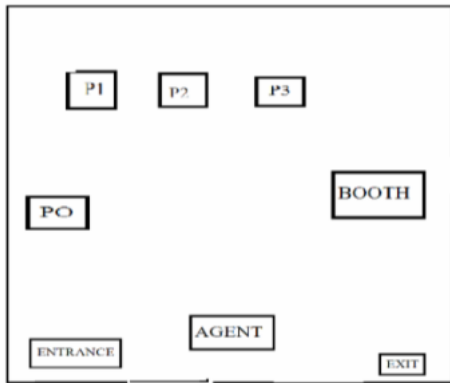 P1
P2
P3
PO
BOOTH
AGENT
ENTRANCE
EXIT